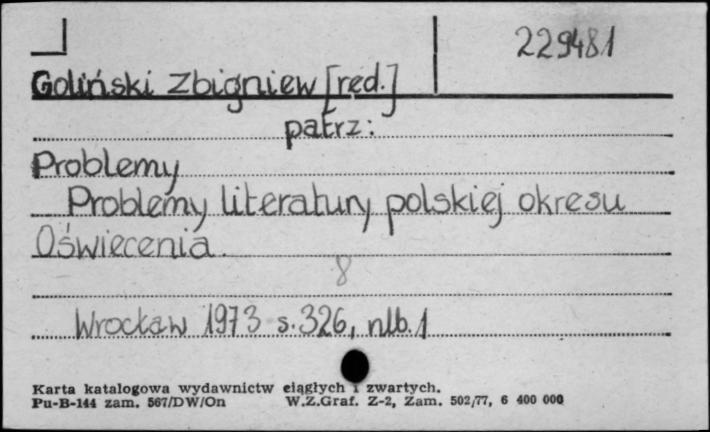 229481
Goliński Zbigniew [red.]
patrz:
Problemy
Problemy literatury polskiej okresu
Oświecenia.
8
Wrocław 1973 s. 326, nlb. 1
Karta katalogowa wydawnictw ciągłych i zwartych.
Pu-B-144 zam. 567/DW/On W.Z.Graf. Z-2, Zam. 502/77, 6 400 000